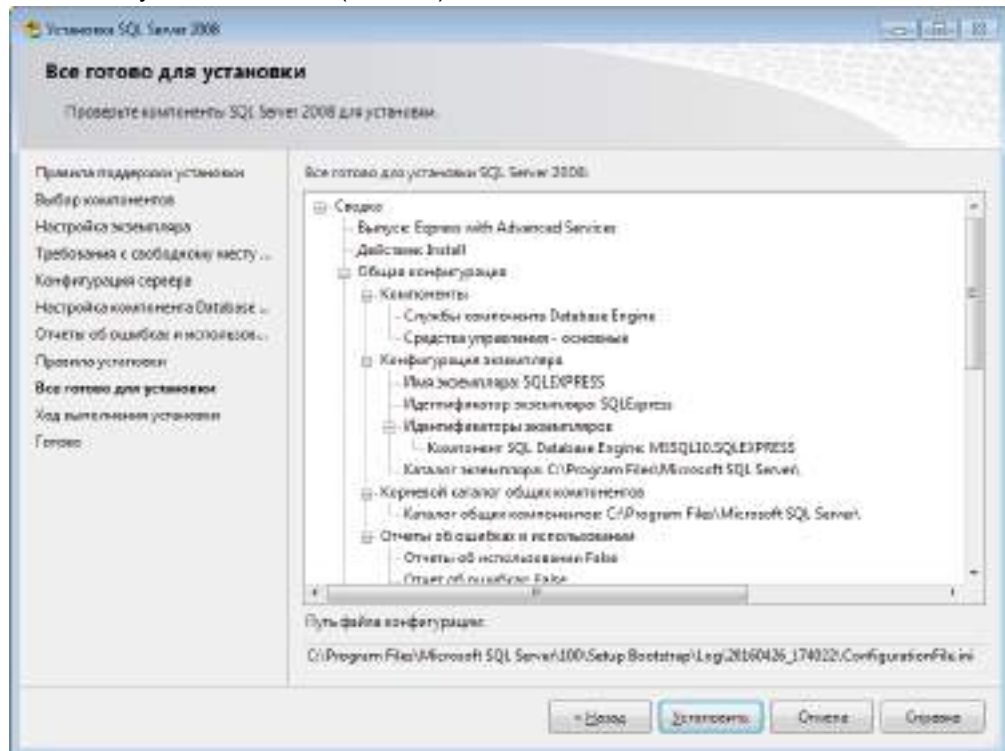 Установка SQL Server 2008
Все готово для установки
Проверьте компоненты SQL Server 2008 для установки.
Правила поддержки установки
Выбор компонентов
Настройка экземпляра
Требования к свободному месту ...
Конфигурация сервера
Настройка компонента Database ...
Отчеты об ошибках и использов...
Правила установки
Все готово для установки
Ход выполнения установки
Готово
Все готово для установки SQL Server 2008:
Сводка
Выпуск: Express with Advanced Services
Действие: Install
Общая конфигурация
Компоненты
Службы компонента Database Engine
Средства управления - основные
Конфигурация экземпляра
Имя экземпляра: SQLEXPRESS
Идентификатор экземпляра: SQLExpress
Идентификаторы экземпляров
Компонент SQL Database Engine: MSSQL10.SQLEXPRESS
Каталог экземпляра: C:\Program Files\Microsoft SQL Server\
Корневой каталог общих компонентов
Каталог общих компонентов: C:\Program Files\Microsoft SQL Server\
Отчеты об ошибках и использовании
Отчеты об использовании: False
Отчет об ошибках: False
Путь файла конфигурации:
C:\Program Files\Microsoft SQL Server\100\Setup Bootstrap\Log\20160426_174022\ConfigurationFile.ini
< Назад
Установить
Отмена
Справка